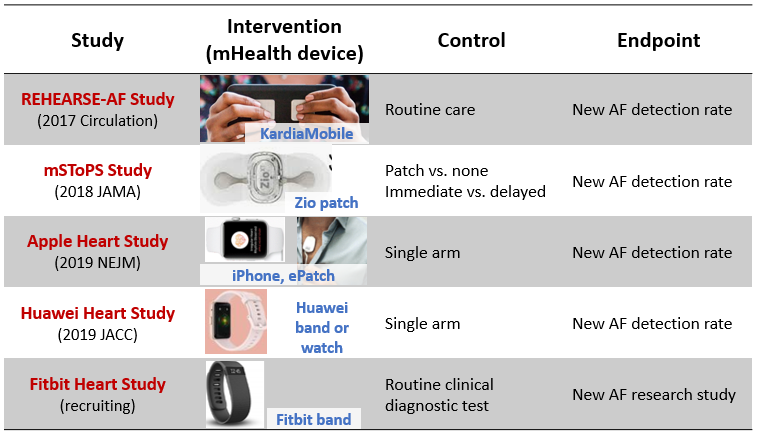 Study
Intervention
(mHealth device)
Control
Endpoint
REHEARSE-AF Study
(2017 Circulation)
KardiaMobile
Routine care
New AF detection rate
mSToPS Study
(2018 JAMA)
Zio
Zio patch
Patch vs. none
Immediate vs. delayed
New AF detection rate
Apple Heart Study
(2019 NEJM)
iPhone, ePatch
Single arm
New AF detection rate
Huawei Heart Study
(2019 JACC)
Huawei
band or
watch
Single arm
New AF detection rate
Fitbit Heart Study
(recruiting)
Fitbit band
Routine clinical
diagnostic test
New AF research study